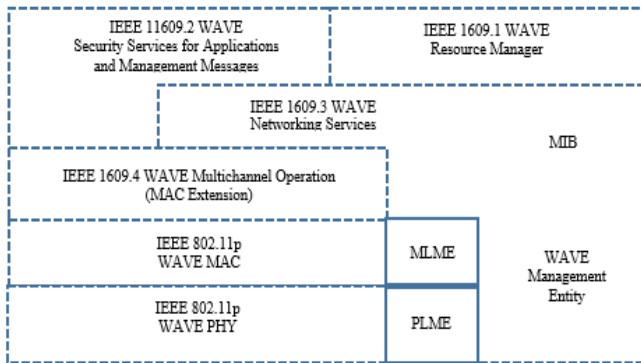 IEEE 11609.2 WAVE
Security Services for Applications
and Management Messages
IEEE 1609.1 WAVE
Resource Manager
IEEE 1609.3 WAVE
Networking Services
MIB
IEEE 1609.4 WAVE Multichannel Operation
(MAC Extension)
IEEE 802.11p
WAVE MAC
MLME
WAVE
Management
Entity
IEEE 802.11p
WAVE PHY
PLME